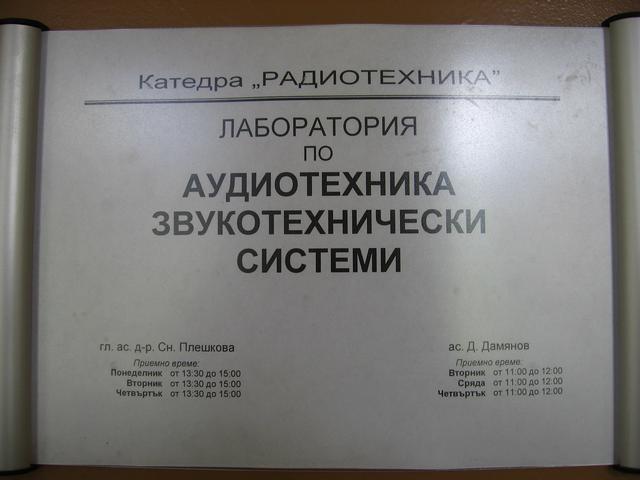 Катедра „РАДИОТЕХНИКА”
ЛАБОРАТОРИЯ
ПО
АУДИОТЕХНИКА
ЗВУКОТЕХНИЧЕСКИ
СИСТЕМИ
гл. ас. д-р. Сн. Плешкова
Приемно време:
Понеделник от 13:30 до 15:00
Вторник от 13:30 до 15:00
Четвъртък от 13:30 до 15:00
ас. Д. Дамянов
Приемно време:
Вторник от 11:00 до 12:00
Сряда от 11:00 до 12:00
Четвъртък от 11:00 до 12:00